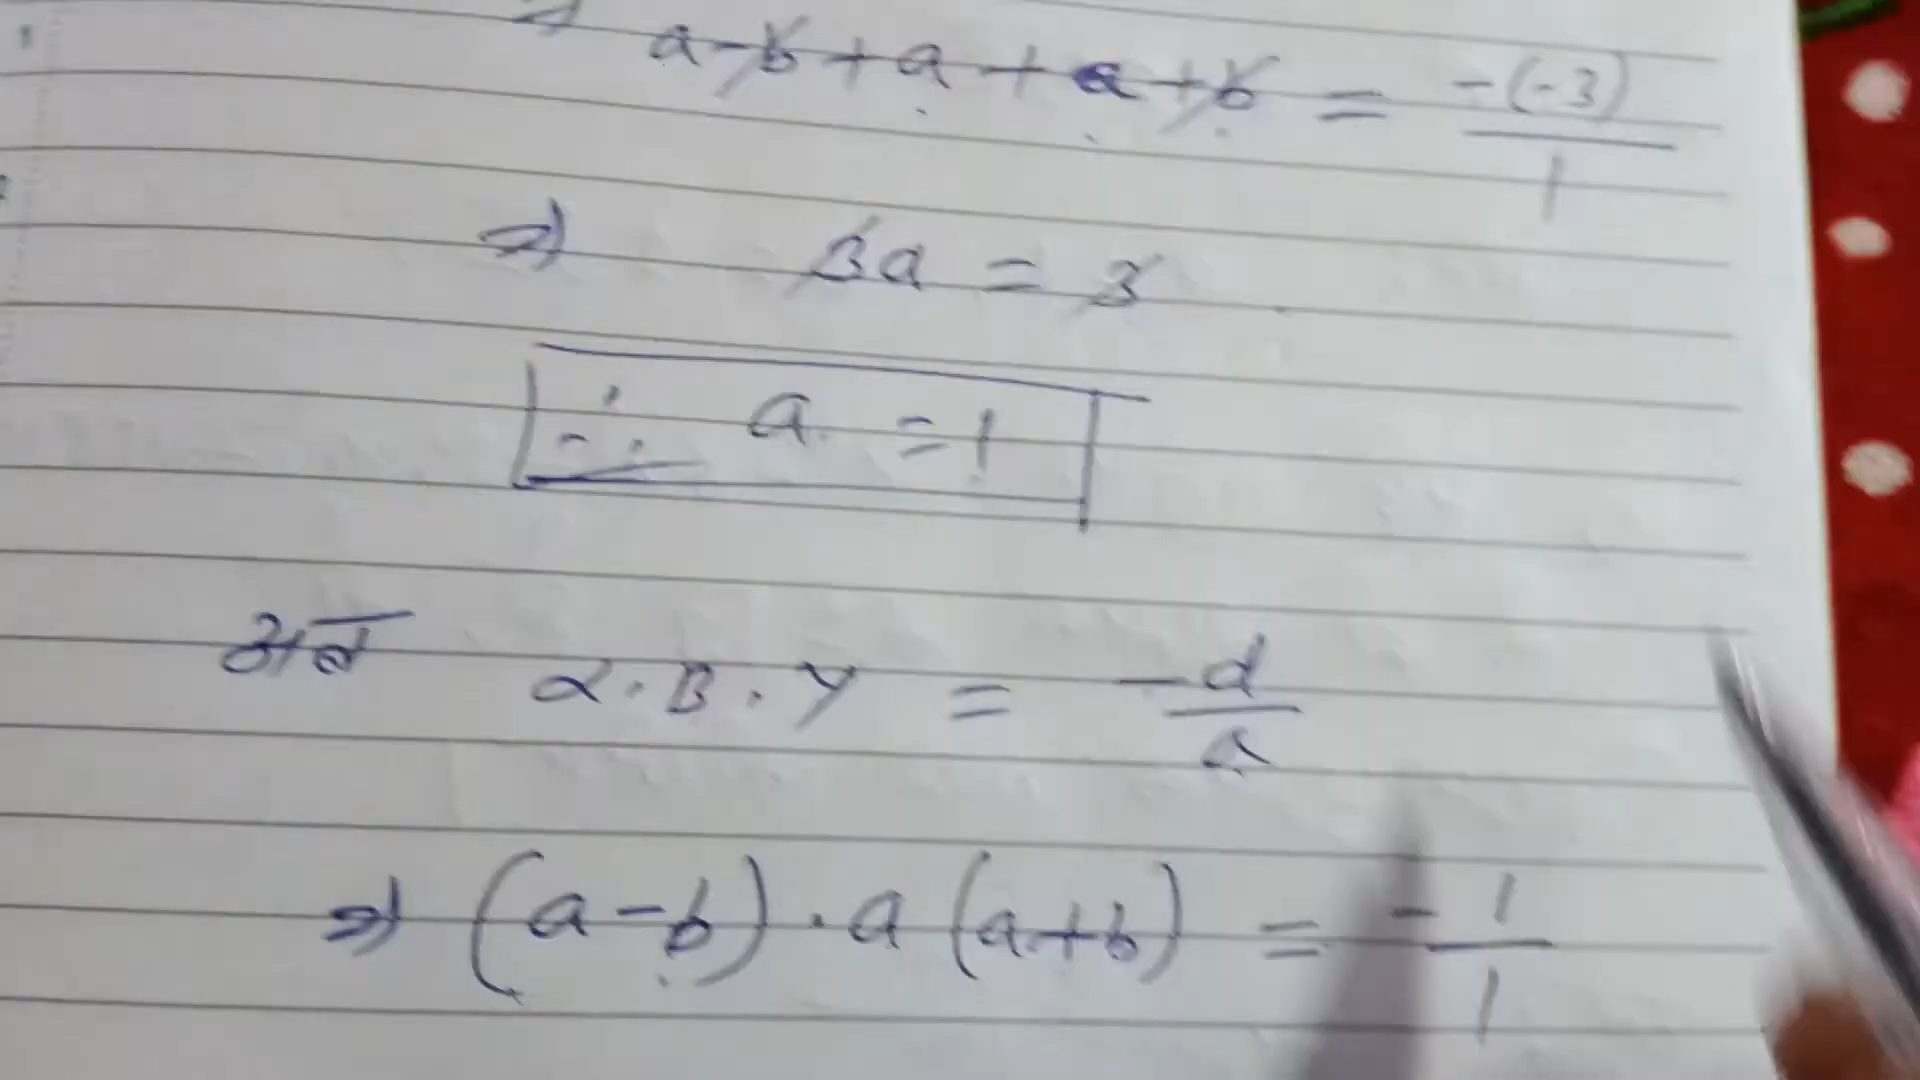 ⇒ a-b+a+a+b = -(-3)/1
⇒ 3a = 3
∴ a = 1
अब α.β.γ = -d/a
⇒ (a-b).a(a+b) = -1/1